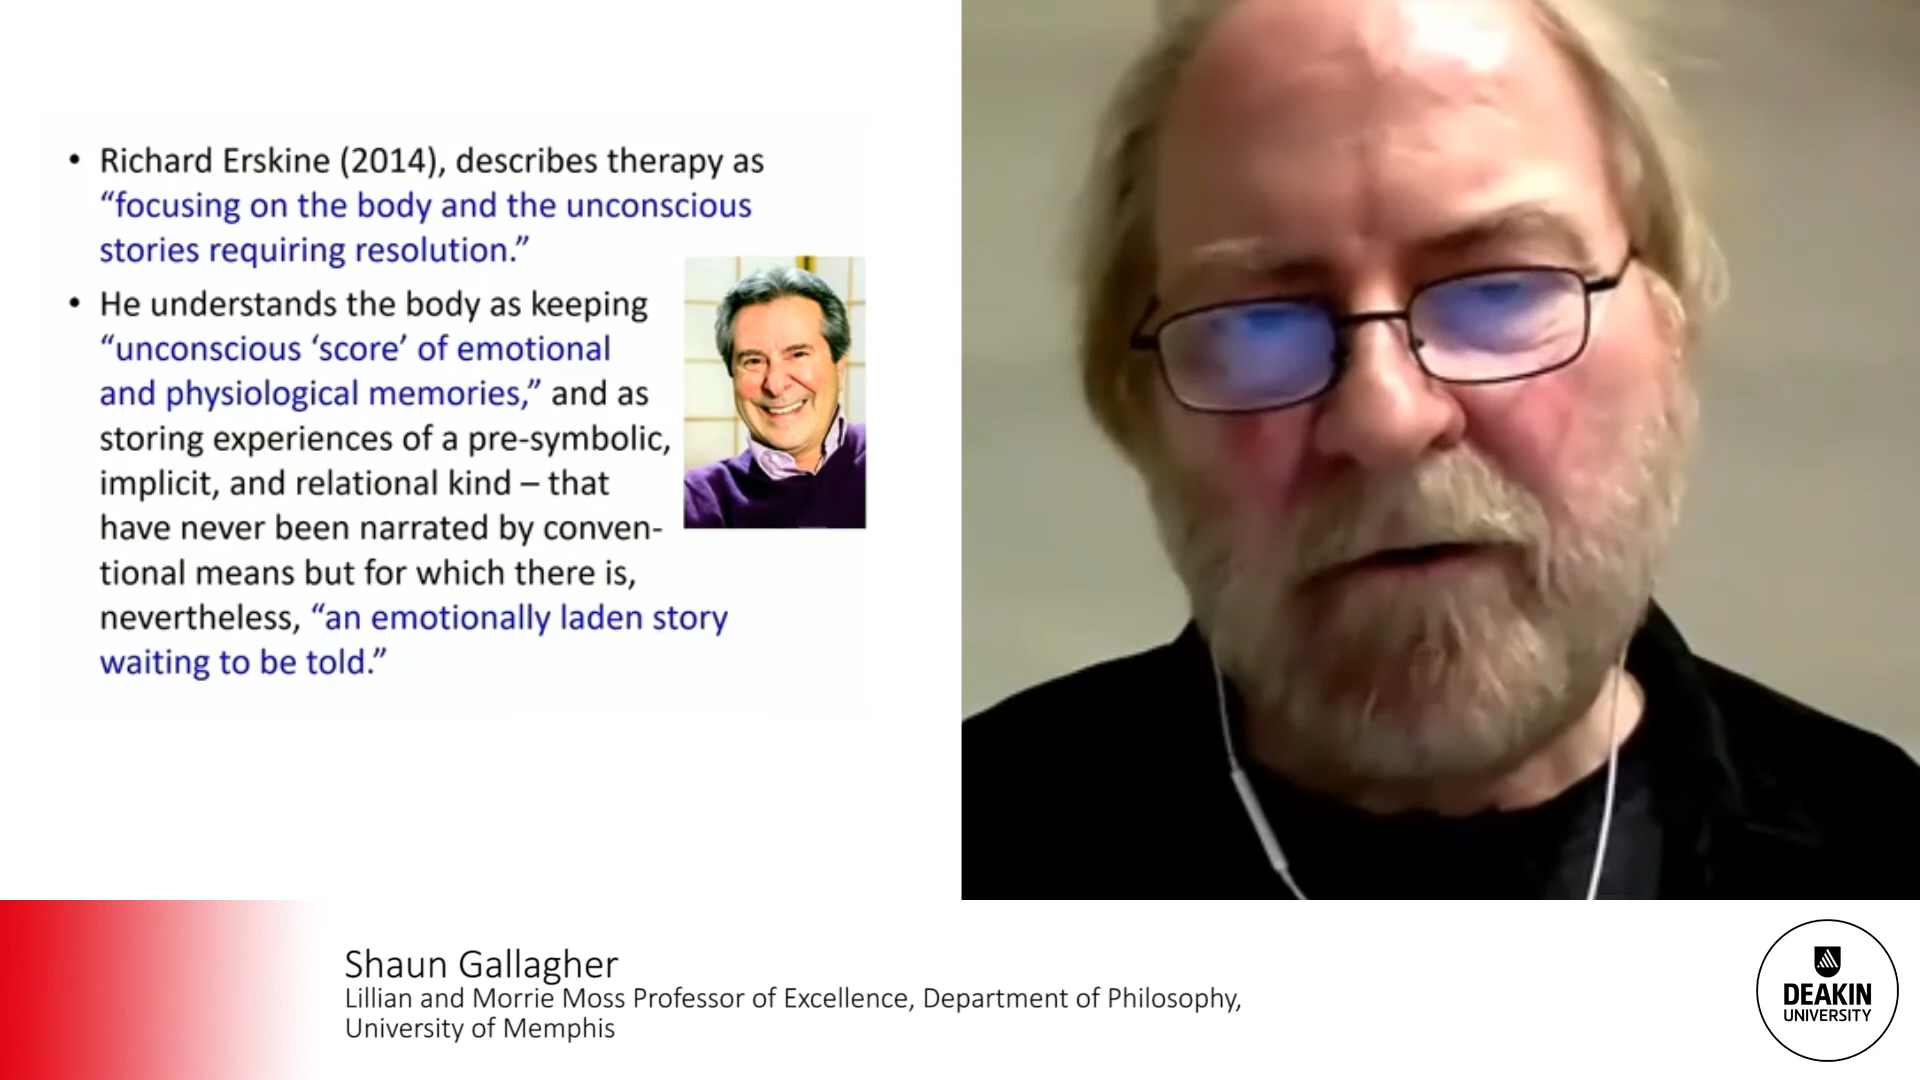 • Richard Erskine (2014), describes therapy as
“focusing on the body and the unconscious
stories requiring resolution.”
• He understands the body as keeping
“unconscious ‘score’ of emotional
and physiological memories,” and as
storing experiences of a pre-symbolic,
implicit, and relational kind – that
have never been narrated by conven-
tional means but for which there is,
nevertheless, “an emotionally laden story
waiting to be told.”
Shaun Gallagher
Lillian and Morrie Moss Professor of Excellence, Department of Philosophy,
University of Memphis
DEAKIN
UNIVERSITY